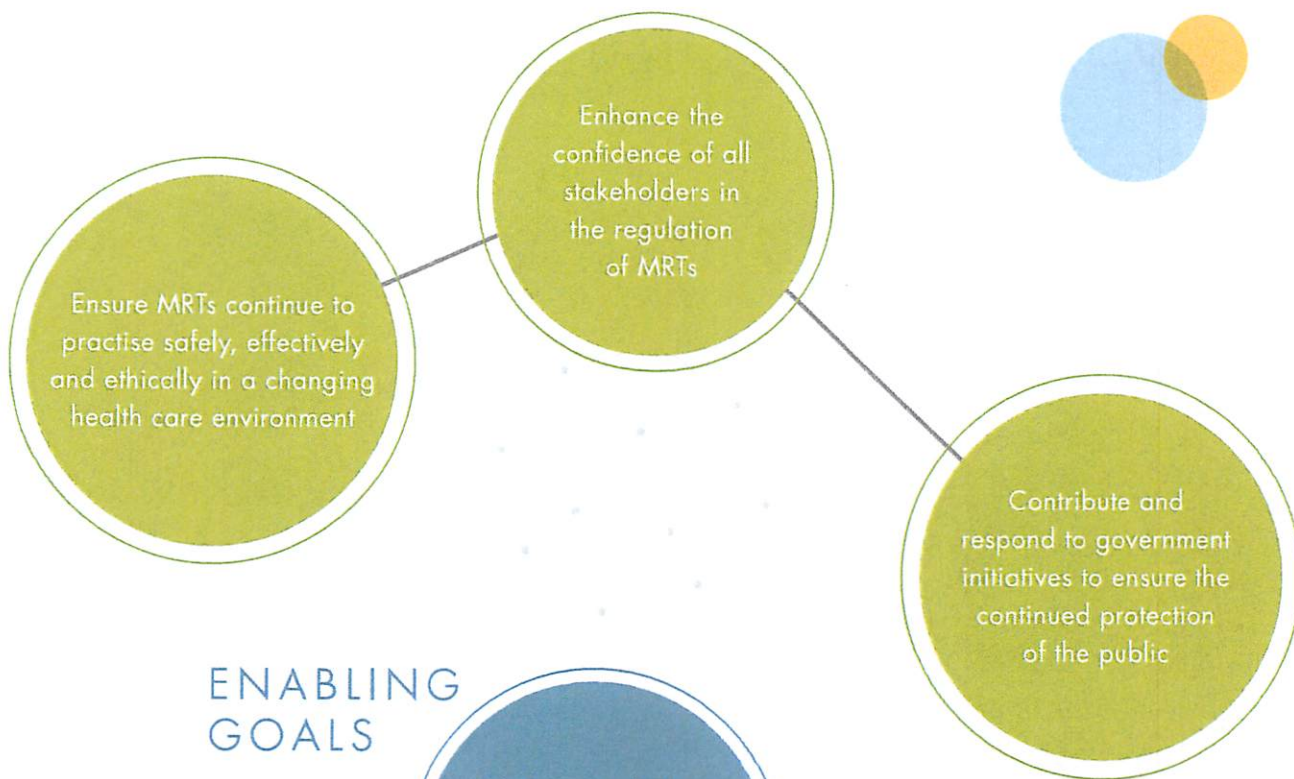 Ensure MRTs continue to
practise safely, effectively
and ethically in a changing
health care environment
Enhance the
confidence of all
stakeholders in
the regulation
of MRTs
Contribute and
respond to government
initiatives to ensure the
continued protection
of the public
ENABLING
GOALS